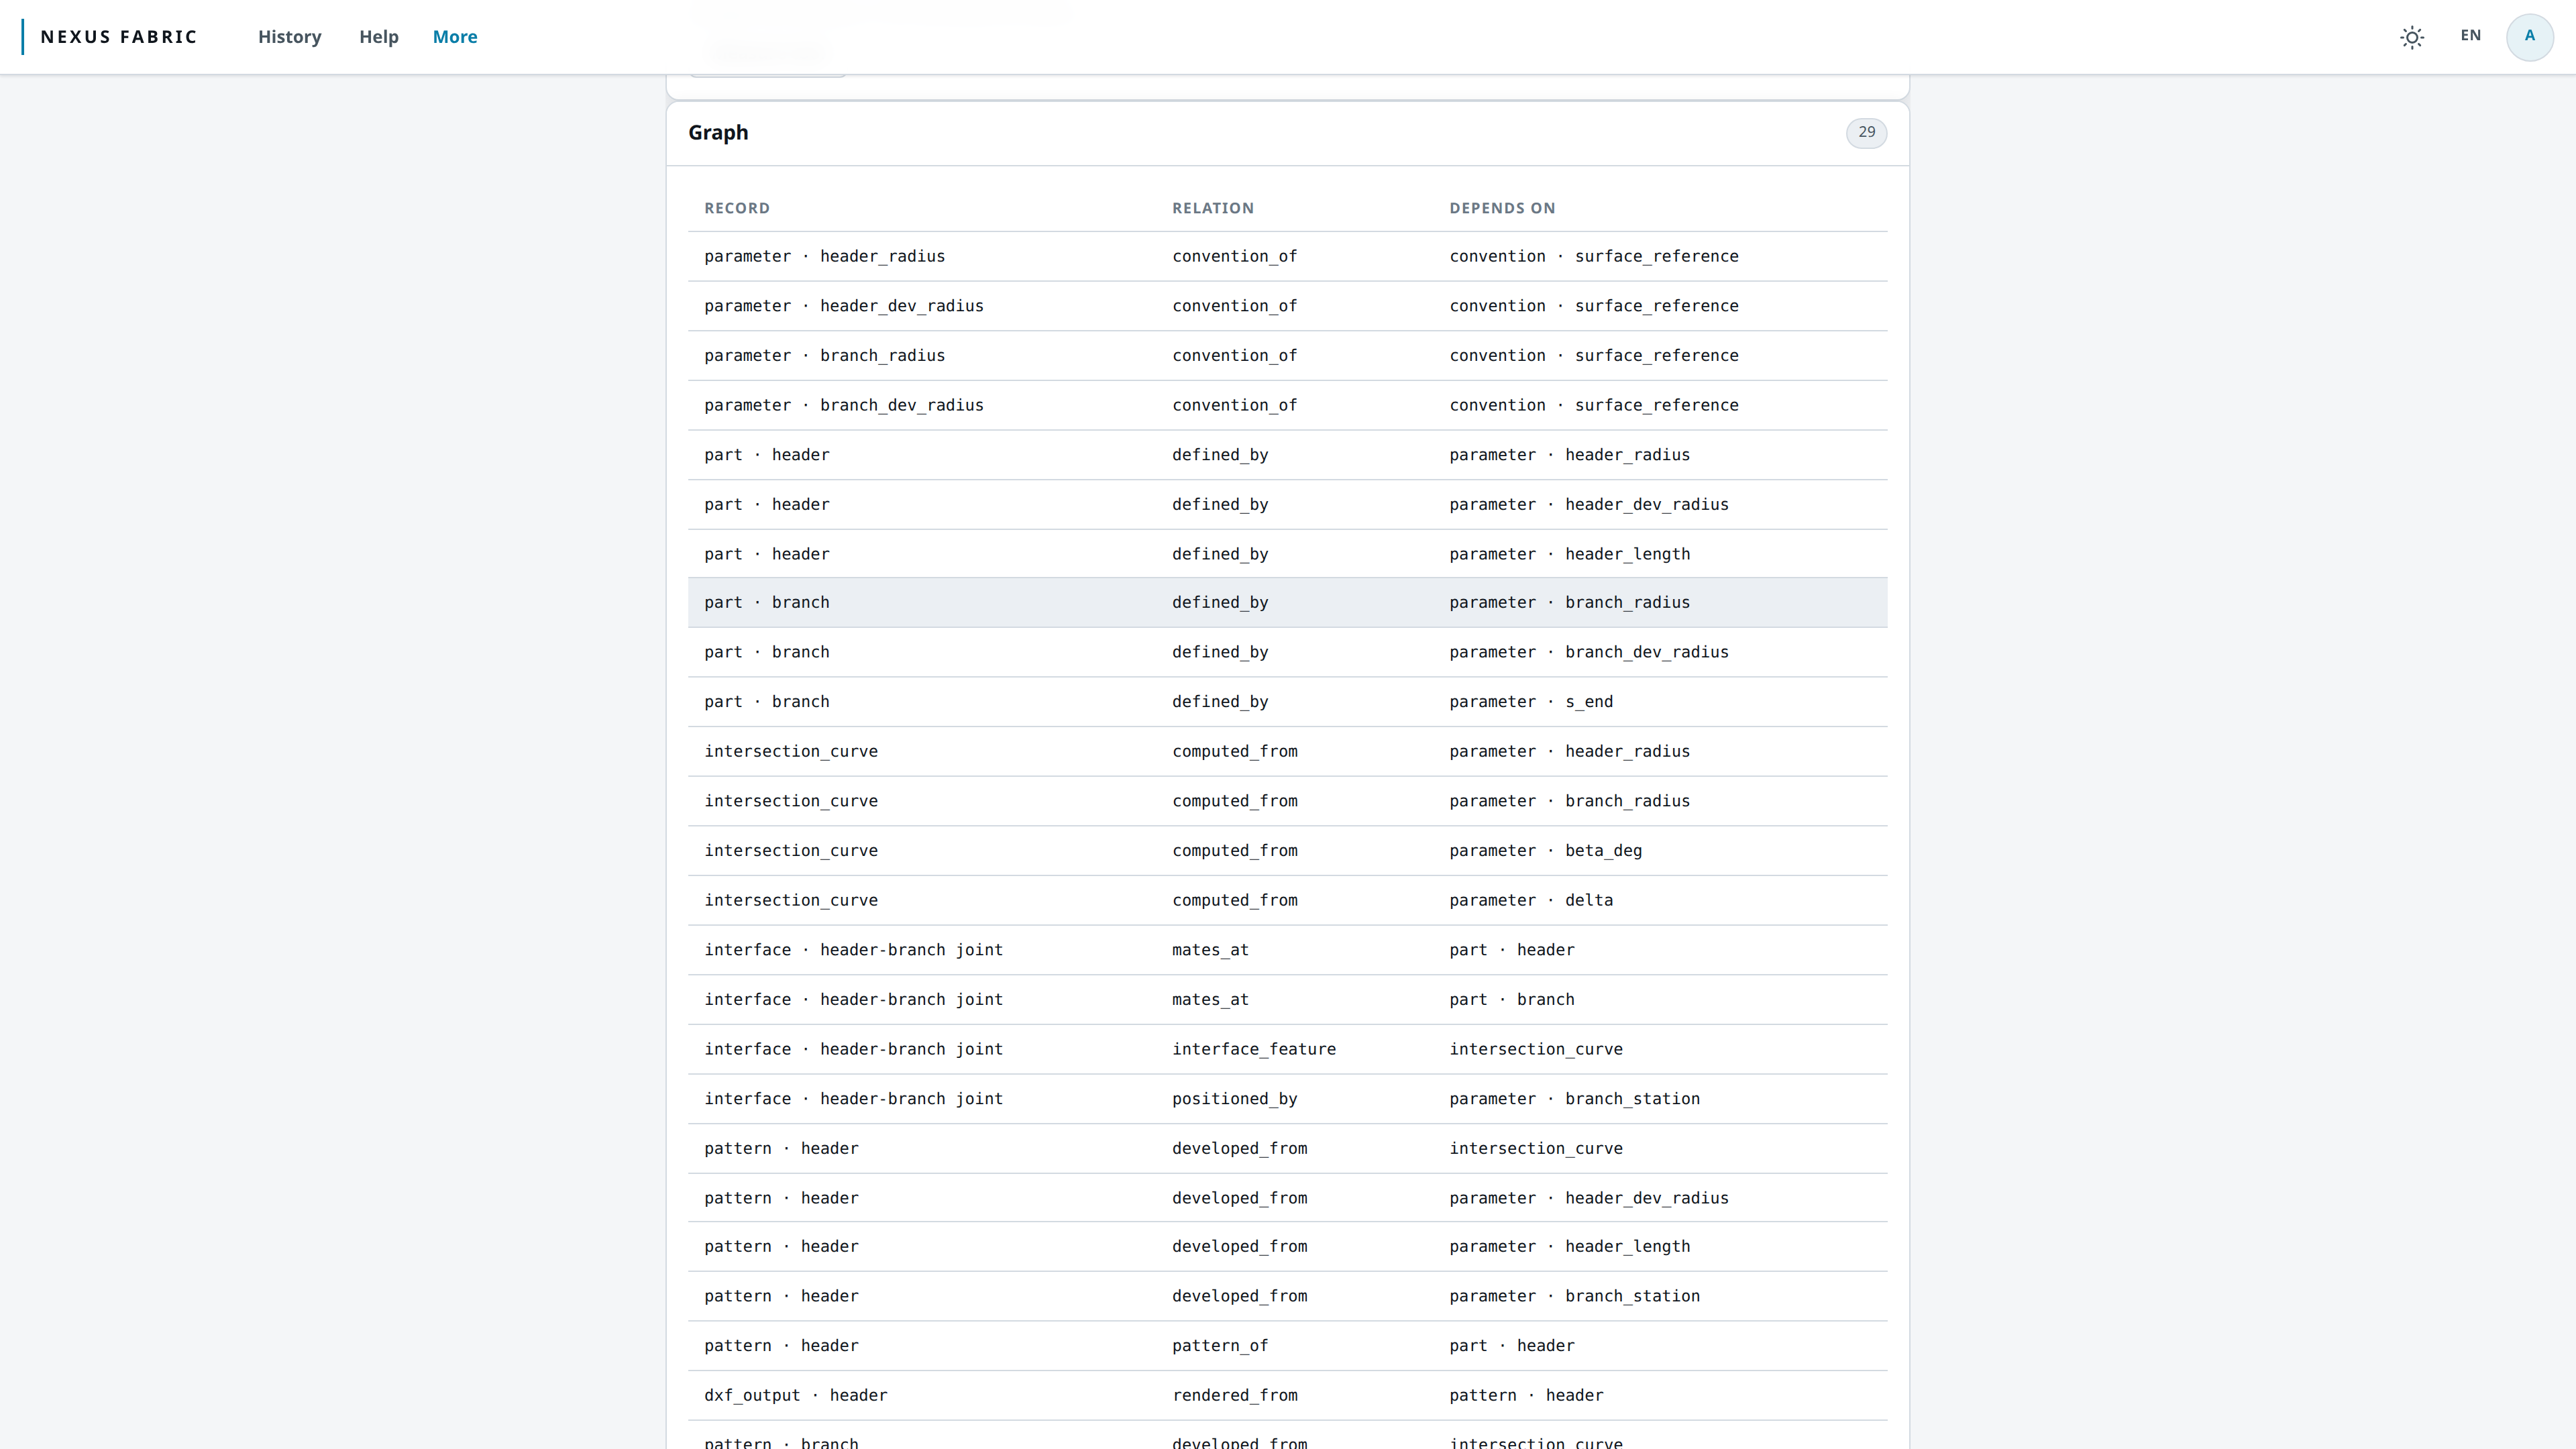 NEXUS FABRIC History Help More EN A
Graph 29
RECORD RELATION DEPENDS ON
parameter · header_radius convention_of convention · surface_reference
parameter · header_dev_radius convention_of convention · surface_reference
parameter · branch_radius convention_of convention · surface_reference
parameter · branch_dev_radius convention_of convention · surface_reference
part · header defined_by parameter · header_radius
part · header defined_by parameter · header_dev_radius
part · header defined_by parameter · header_length
part · branch defined_by parameter · branch_radius
part · branch defined_by parameter · branch_dev_radius
part · branch defined_by parameter · s_end
intersection_curve computed_from parameter · header_radius
intersection_curve computed_from parameter · branch_radius
intersection_curve computed_from parameter · beta_deg
intersection_curve computed_from parameter · delta
interface · header-branch joint mates_at part · header
interface · header-branch joint mates_at part · branch
interface · header-branch joint interface_feature intersection_curve
interface · header-branch joint positioned_by parameter · branch_station
pattern · header developed_from intersection_curve
pattern · header developed_from parameter · header_dev_radius
pattern · header developed_from parameter · header_length
pattern · header developed_from parameter · branch_station
pattern · header pattern_of part · header
dxf_output · header rendered_from pattern · header
pattern · branch developed_from intersection_curve